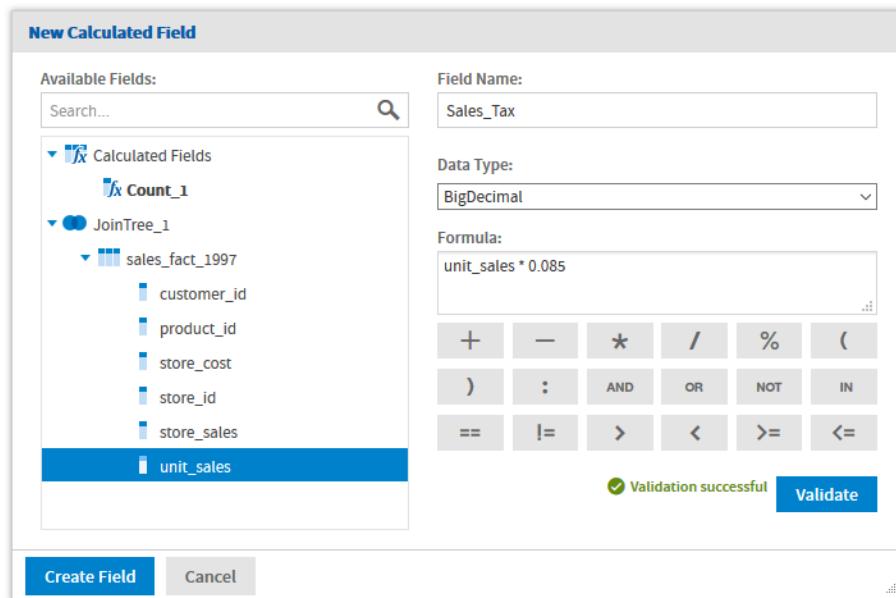 New Calculated Field
Available Fields:
Search...
Calculated Fields
fx Count_1
JoinTree_1
sales_fact_1997
customer_id
product_id
store_cost
store_id
store_sales
unit_sales
Field Name:
Sales_Tax
Data Type:
BigDecimal
Formula:
unit_sales * 0.085
+ − * / % (
) : AND OR NOT IN
== != > < >= <=
Validation successful
Validate
Create Field Cancel